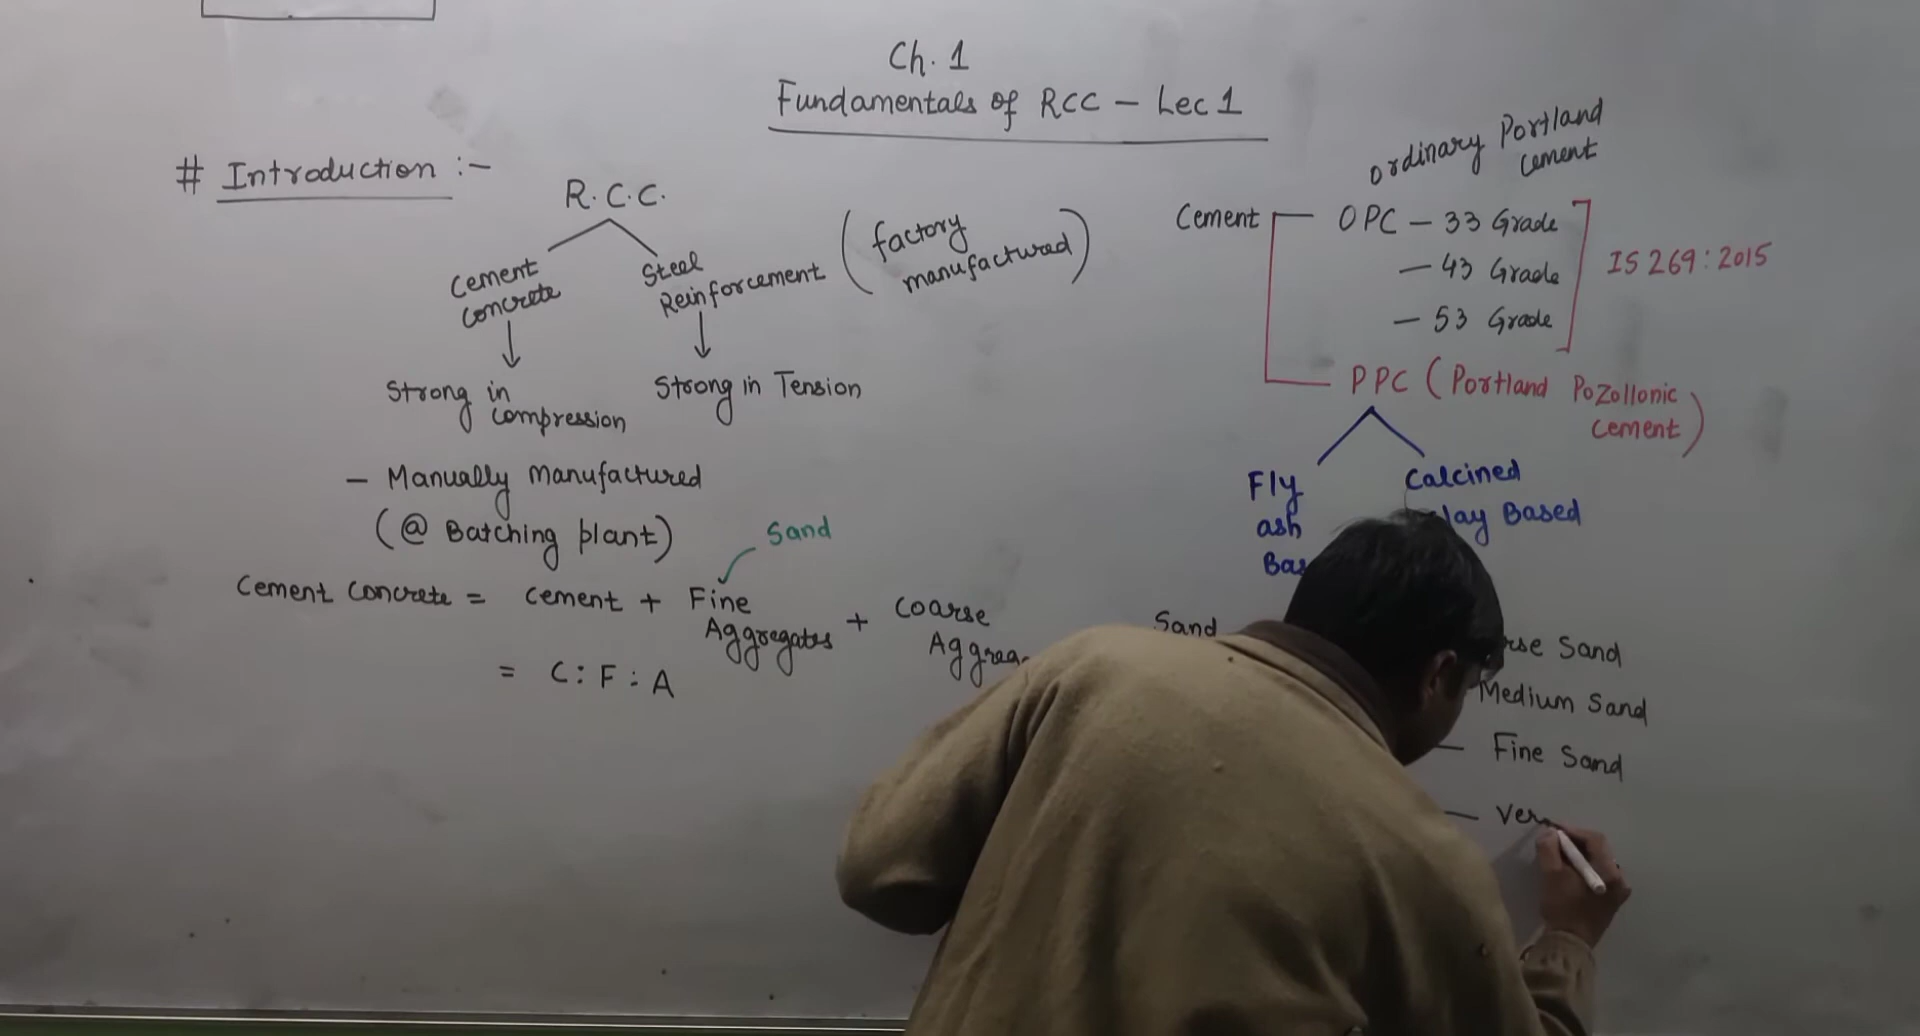 Ch. 1
Fundamentals of RCC - Lec 1
# Introduction :-
R.C.C.
Cement
Concrete
Steel
Reinforcement
(factory
manufactured)
Strong in
compression
Strong in Tension
- Manually manufactured
(@ Batching plant)
Sand
Cement Concrete = Cement + Fine
Aggregates + Coarse
= C : F : A
Ordinary Portland
Cement
Cement
OPC - 33 Grade
- 43 Grade
- 53 Grade
IS 269 : 2015
PPC (Portland Pozollonic
Cement)
Fly
ash
Calcined
Based
Sand
Sand
Medium Sand
- Fine Sand